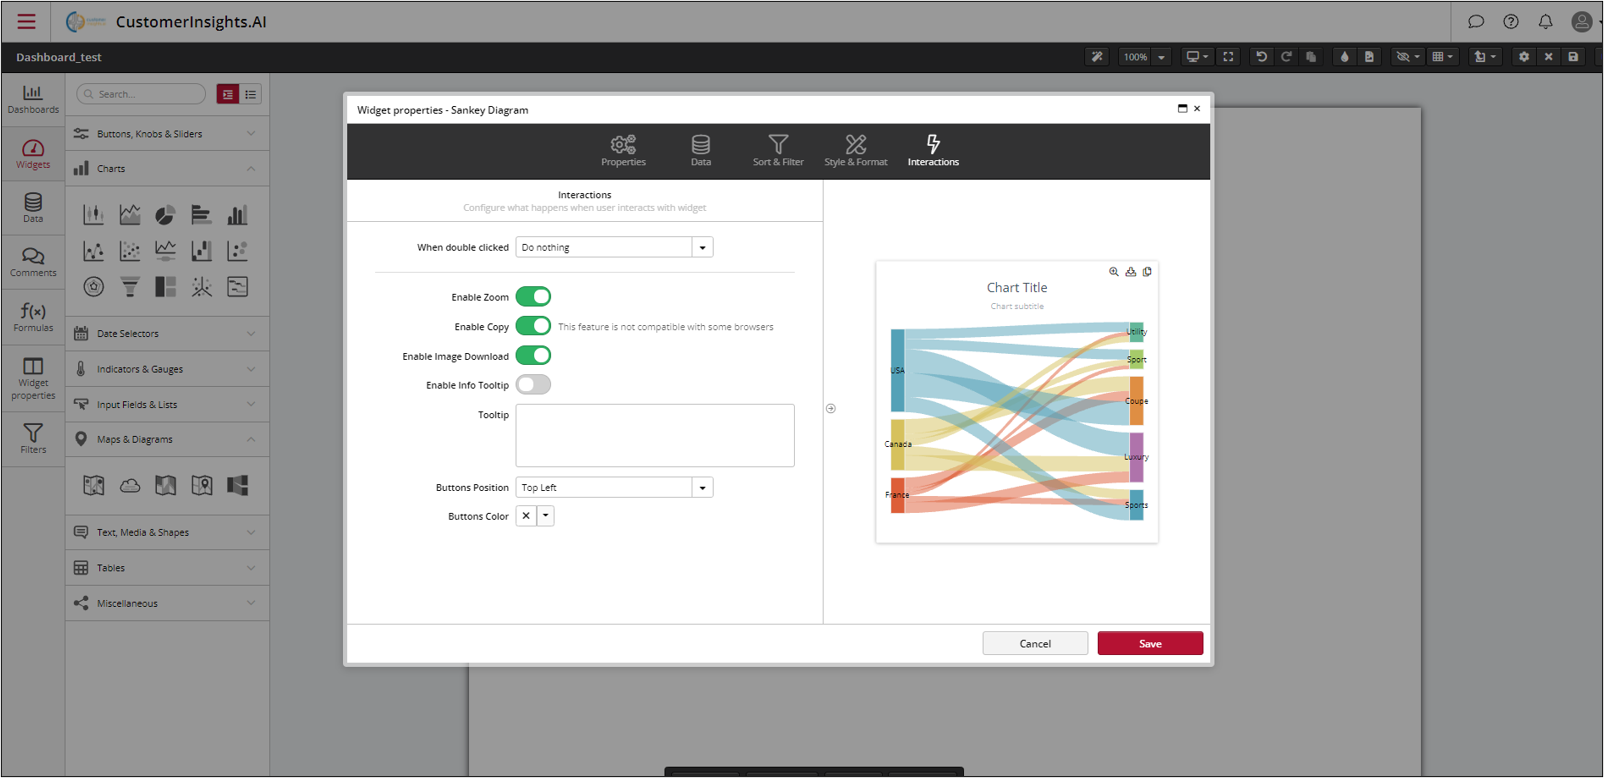 CustomerInsights.AI
Dashboard_test
100%
Dashboards
Widgets
Data
Comments
f(x)
Formulas
Widget
properties
Filters
Search...
Buttons, Knobs & Sliders
Charts
Date Selectors
Indicators & Gauges
Input Fields & Lists
Maps & Diagrams
Text, Media & Shapes
Tables
Miscellaneous
Widget properties - Sankey Diagram
Properties
Data
Sort & Filter
Style & Format
Interactions
Interactions
Configure what happens when user interacts with widget
When double clicked Do nothing
Enable Zoom
Enable Copy This feature is not compatible with some browsers
Enable Image Download
Enable Info Tooltip
Tooltip
Buttons Position Top Left
Buttons Color
Chart Title
Chart subtitle
USA
Canada
France
Utility
Sport
Coupe
Luxury
Sports
Cancel
Save